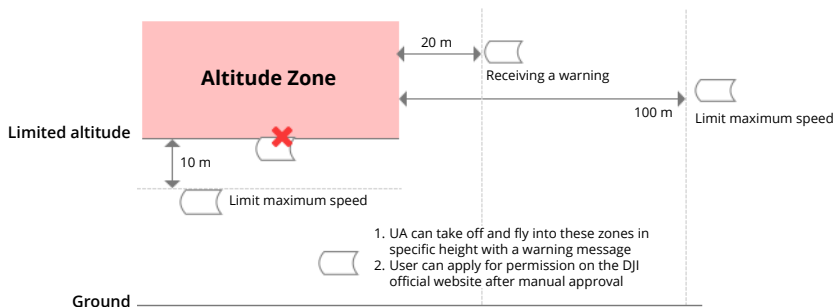 20 m
Receiving a warning
Altitude Zone
100 m
Limit maximum speed
Limited altitude
10 m
Limit maximum speed
1. UA can take off and fly into these zones in
specific height with a warning message
2. User can apply for permission on the DJI
official website after manual approval
Ground